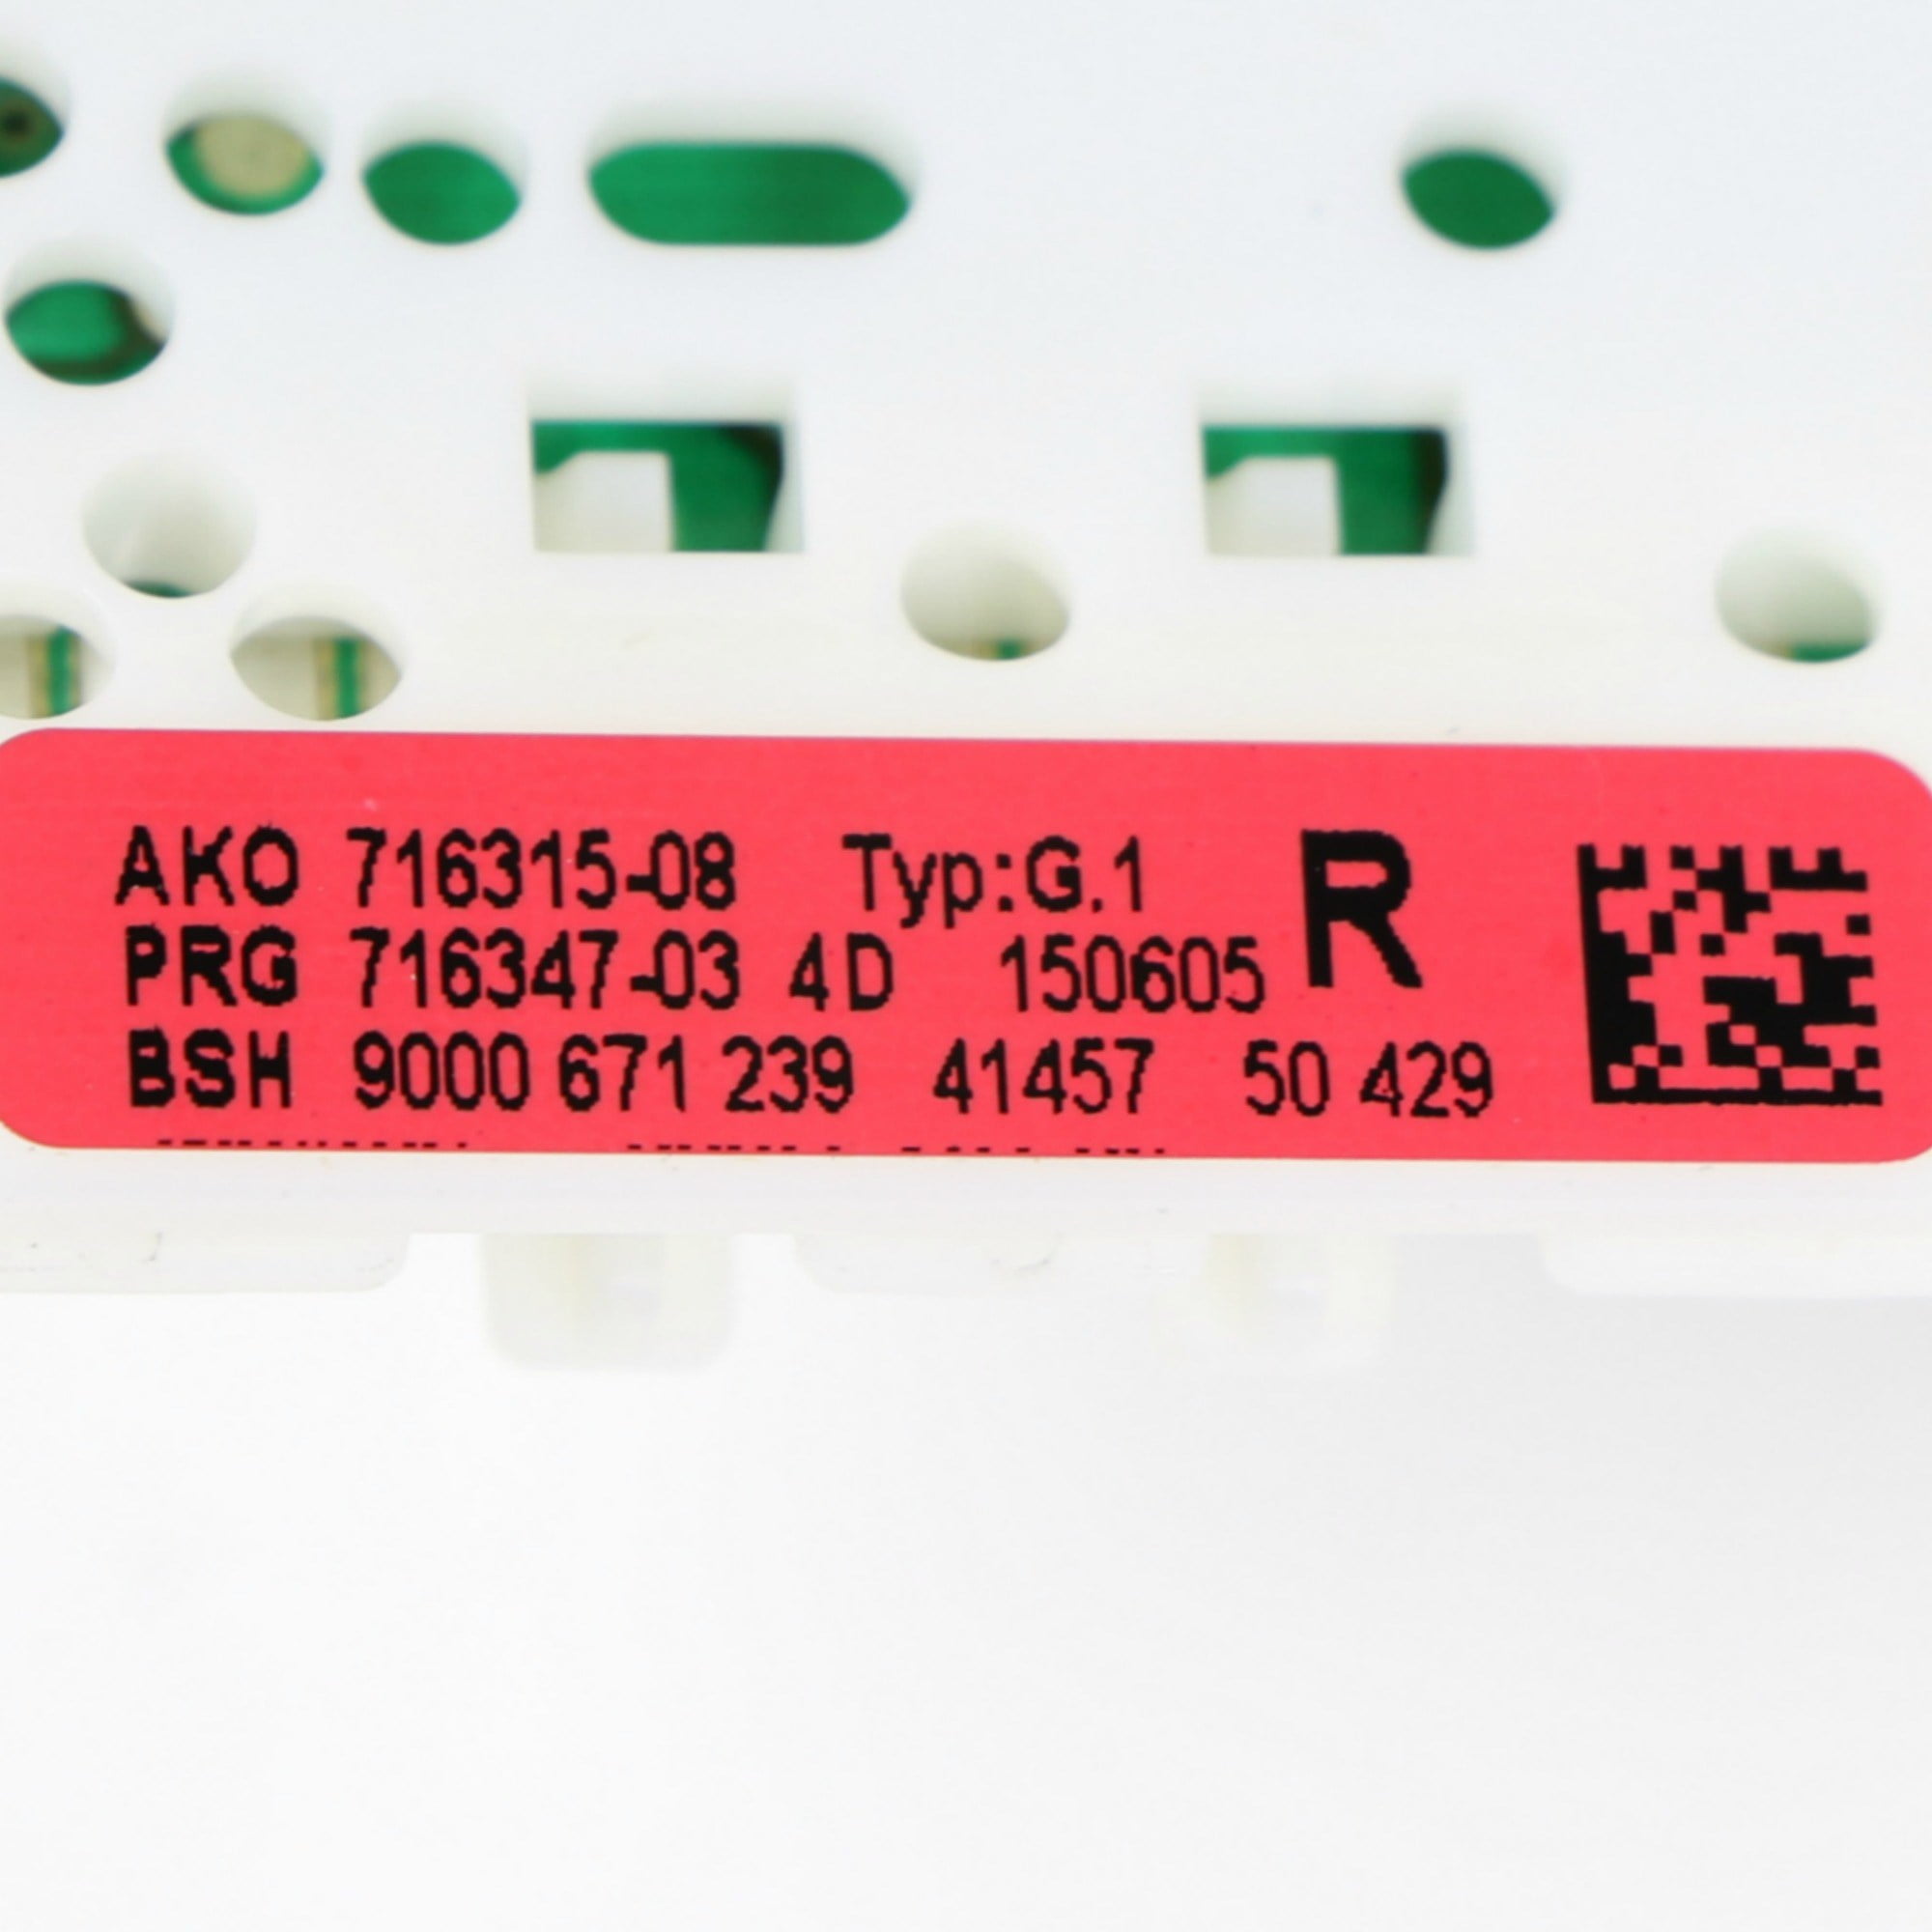 AKO 716315-08 Typ:G.1 R
PRG 716347-03 4D 150605
BSH 9000 671 239 41457 50 429